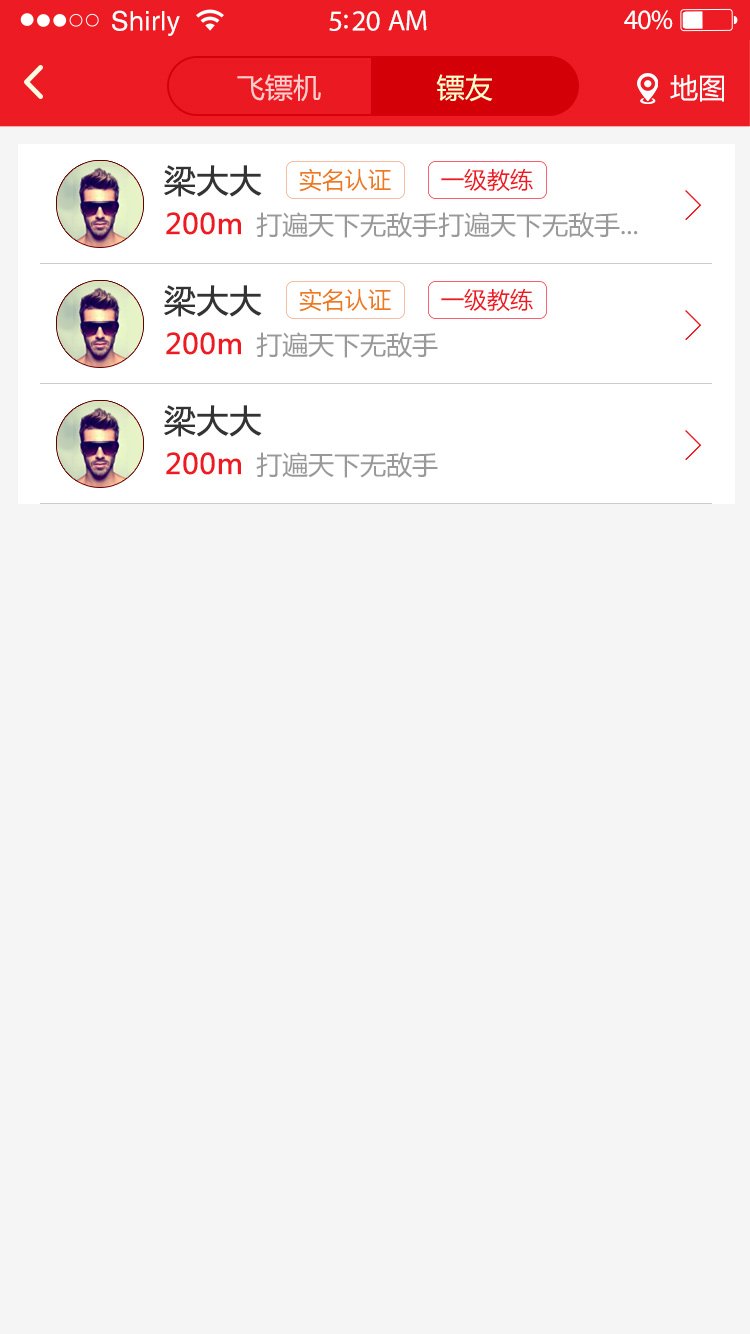 Shirly 5:20 AM 40%
飞镖机 镖友 地图
梁大大 实名认证 一级教练
200m 打遍天下无敌手打遍天下无敌手...
梁大大 实名认证 一级教练
200m 打遍天下无敌手
梁大大
200m 打遍天下无敌手